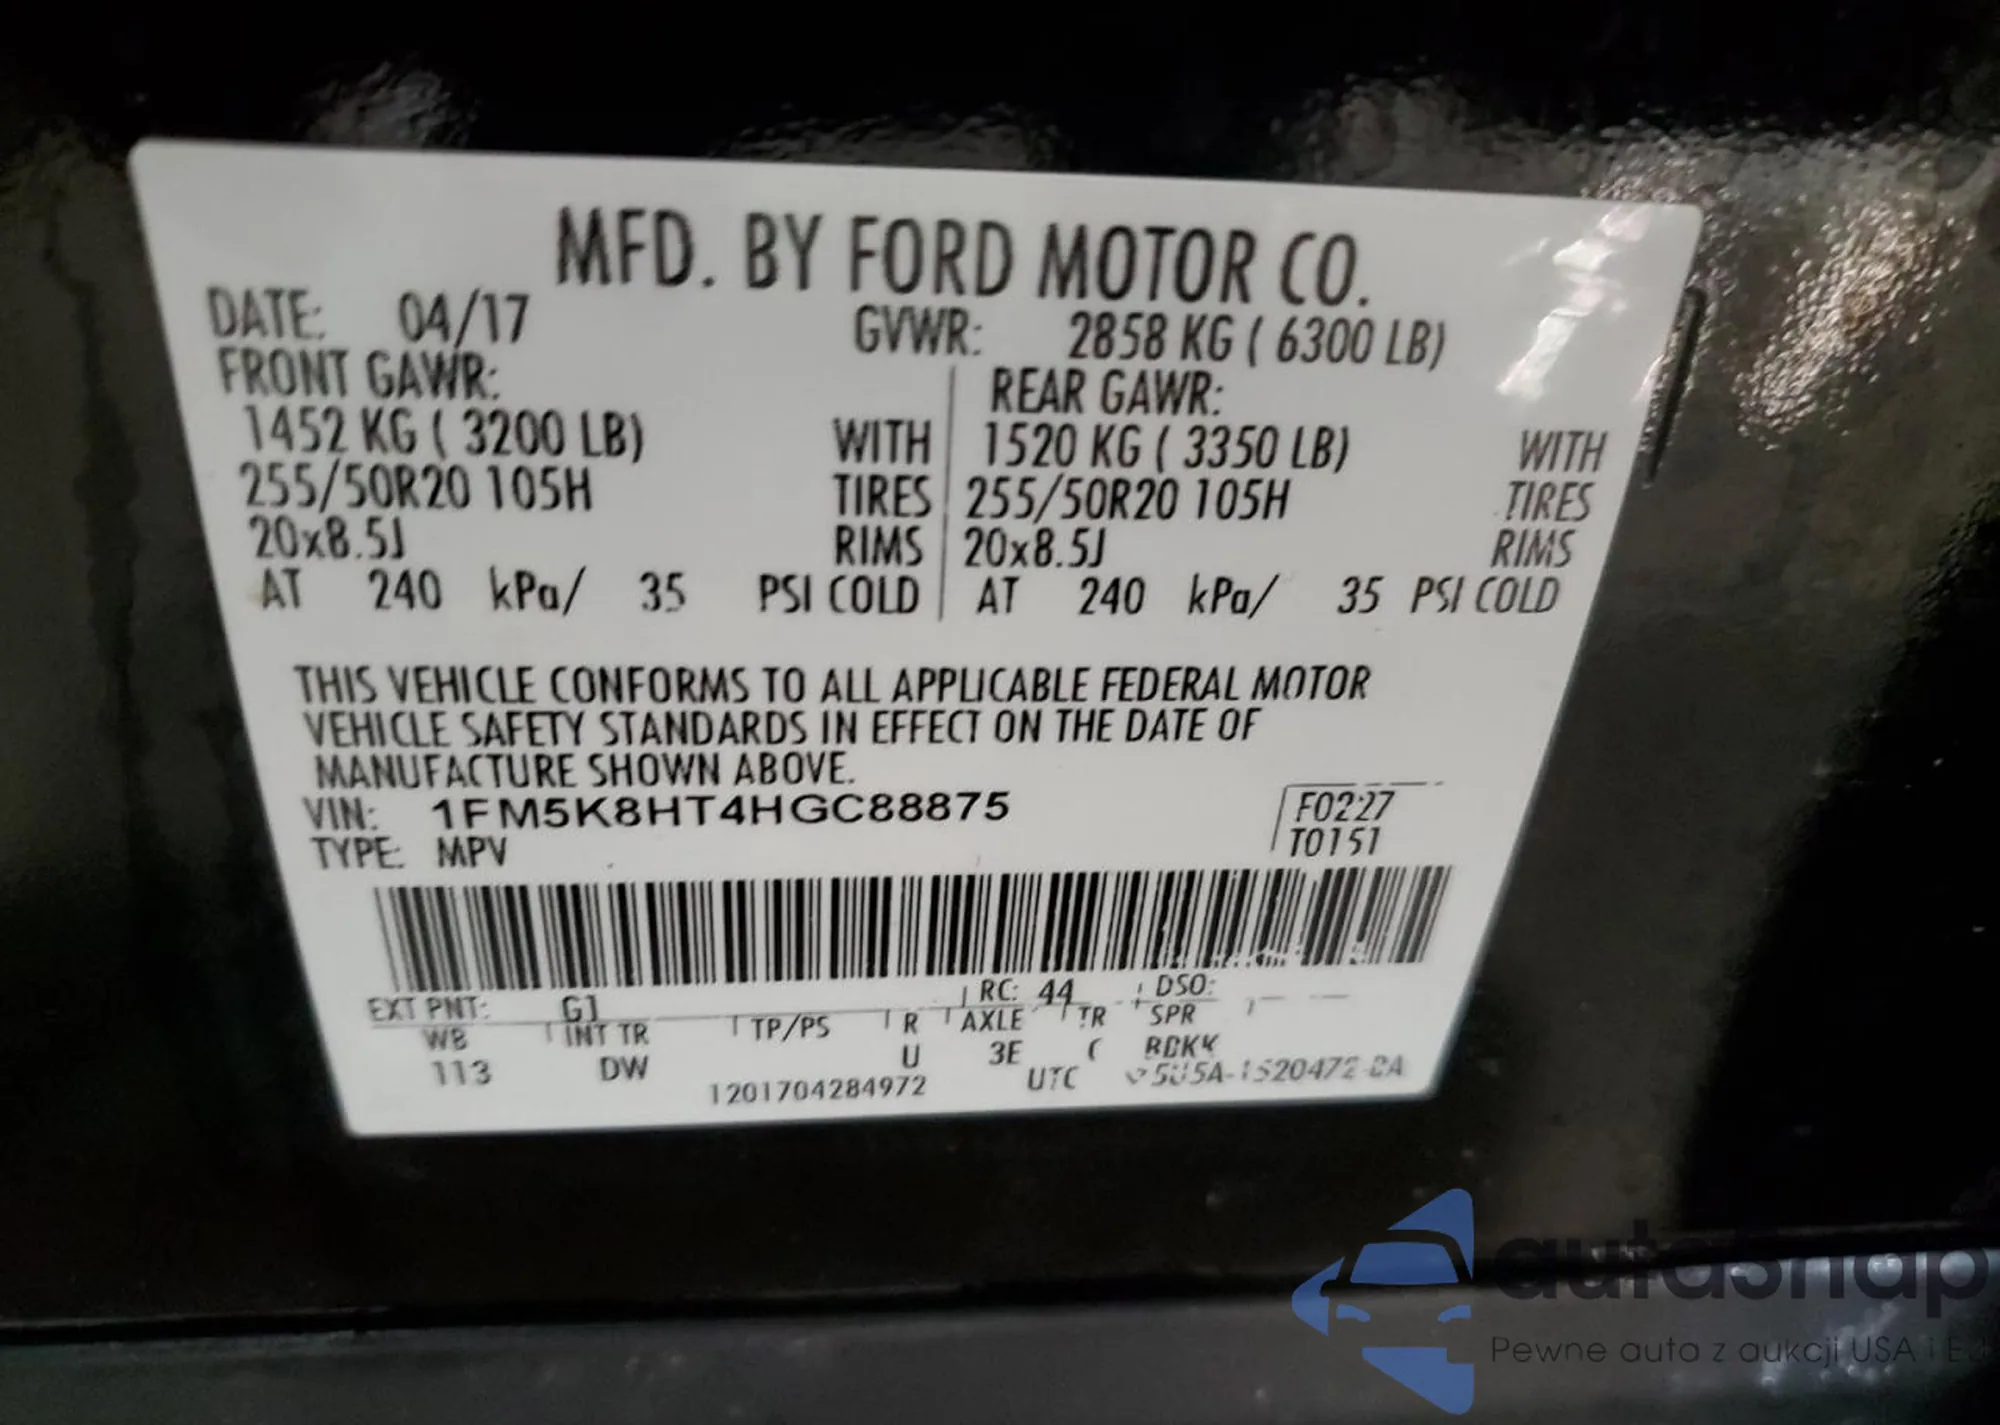 MFD. BY FORD MOTOR CO.
DATE: 04/17 GVWR: 2858 KG ( 6300 LB)
FRONT GAWR: REAR GAWR:
1452 KG ( 3200 LB) WITH 1520 KG ( 3350 LB) WITH
255/50R20 105H TIRES 255/50R20 105H TIRES
20x8.5J RIMS 20x8.5J RIMS
AT 240 kPa/ 35 PSI COLD AT 240 kPa/ 35 PSI COLD
THIS VEHICLE CONFORMS TO ALL APPLICABLE FEDERAL MOTOR
VEHICLE SAFETY STANDARDS IN EFFECT ON THE DATE OF
MANUFACTURE SHOWN ABOVE.
VIN: 1FM5K8HT4HGC88875 F0227
TYPE: MPV T0151
EXT PNT: G1 RC: 44 DSO:
WB INT TR TP/PS R AXLE TR SPR
113 DW U 3E C
1201704284972 UTC
autasnap
Pewne auta z aukcji USA i